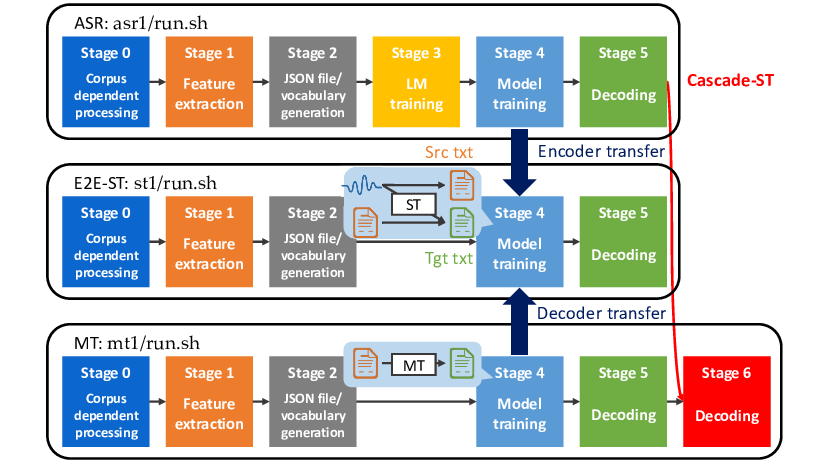 ASR: asr1/run.sh
Stage 0
Corpus
dependent
processing
Stage 1
Feature
extraction
Stage 2
JSON file/
vocabulary
generation
Stage 3
LM
training
Stage 4
Model
training
Stage 5
Decoding
Cascade-ST
Src txt
Encoder transfer
E2E-ST: st1/run.sh
Stage 0
Corpus
dependent
processing
Stage 1
Feature
extraction
Stage 2
JSON file/
vocabulary
generation
ST
Tgt txt
Stage 4
Model
training
Stage 5
Decoding
Decoder transfer
MT: mt1/run.sh
Stage 0
Corpus
dependent
processing
Stage 1
Feature
extraction
Stage 2
JSON file/
vocabulary
generation
MT
Stage 4
Model
training
Stage 5
Decoding
Stage 6
Decoding